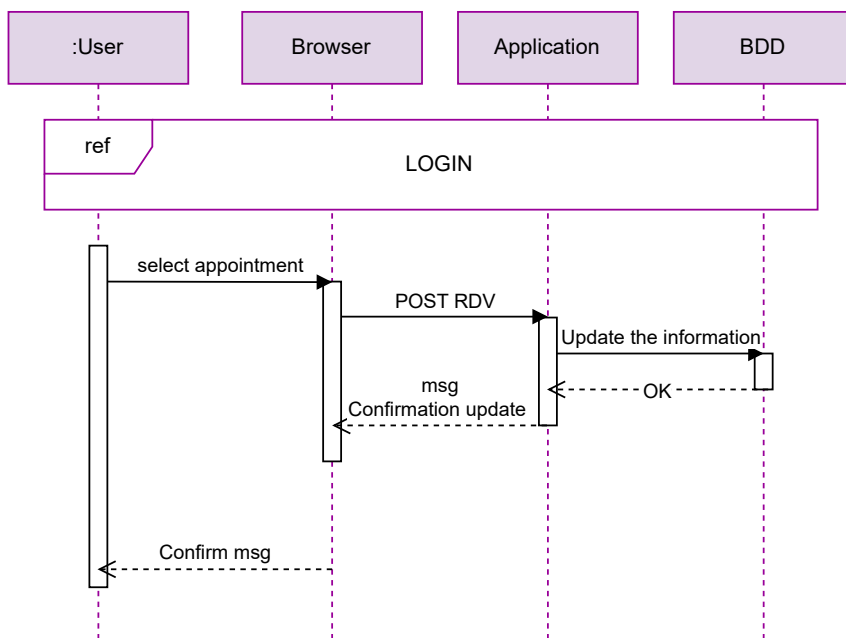 :User
Browser
Application
BDD
ref
LOGIN
select appointment
POST RDV
Update the information
OK
msg
Confirmation update
Confirm msg